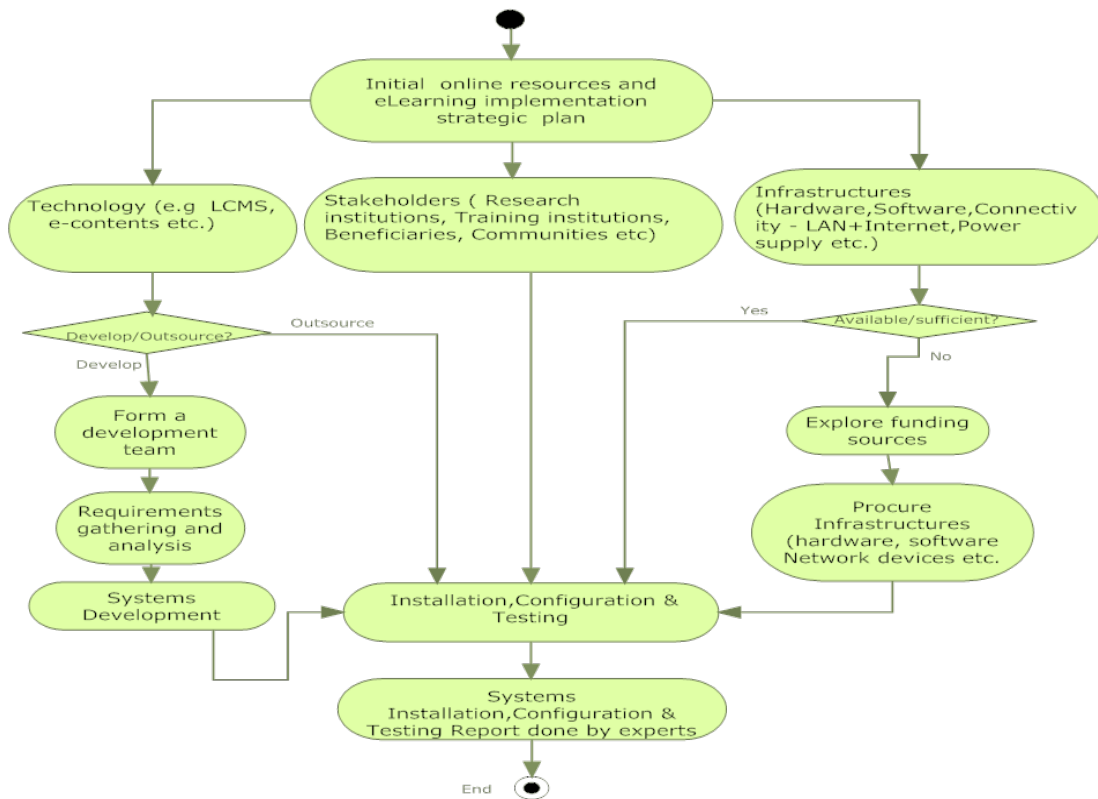 Initial online resources and
eLearning implementation
strategic plan
Technology (e.g LCMS,
e-contents etc.)
Stakeholders ( Research
institutions, Training institutions,
Beneficiaries, Communities etc)
Infrastructures
(Hardware,Software,Connectiv
ity - LAN+Internet,Power
supply etc.)
Develop/Outsource?
Outsource
Develop
Yes
Available/sufficient?
No
Form a
development
team
Explore funding
sources
Requirements
gathering and
analysis
Procure
Infrastructures
(hardware, software
Network devices etc.
Systems
Development
Installation,Configuration &
Testing
Systems
Installation,Configuration &
Testing Report done by experts
End